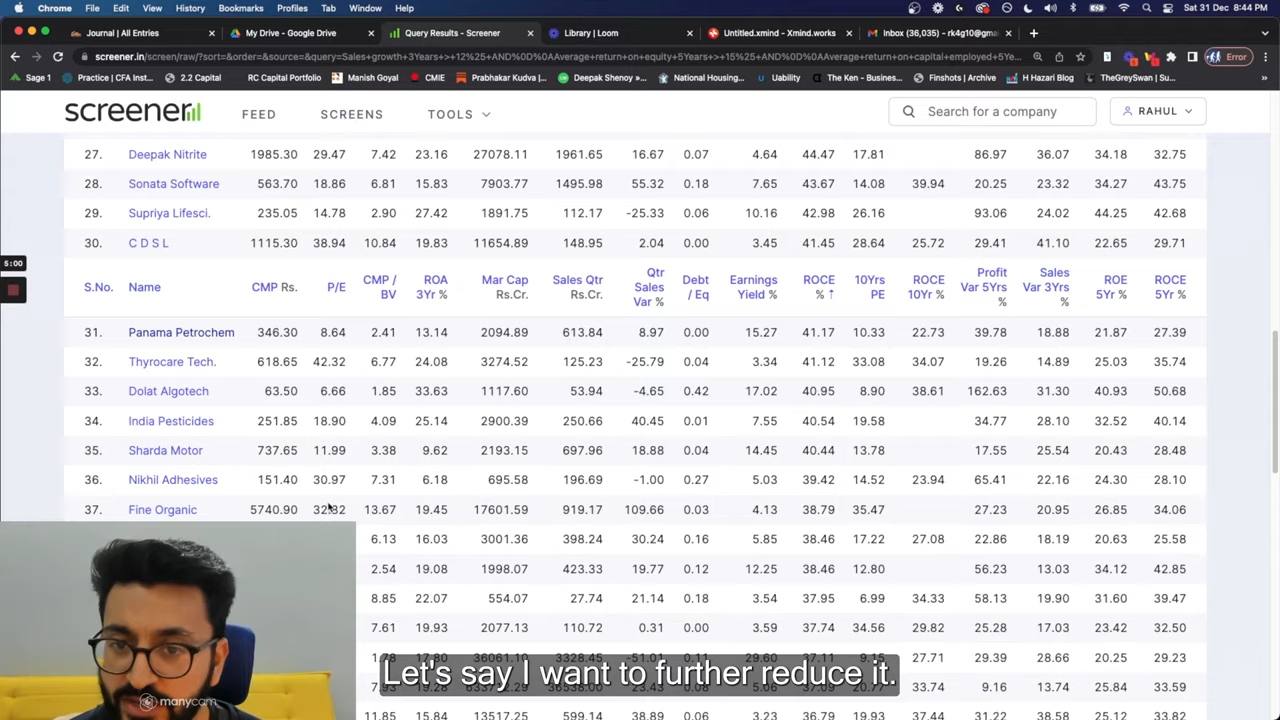 Chrome File Edit View History Bookmarks Profiles Tab Window Help Sat 31 Dec 8:44 PM
Journal | All Entries My Drive - Google Drive Query Results - Screener Library | Loom Untitled.xmind - Xmind.works Inbox (36,035) - rk4g10@gma
screener.in/screen/raw/?sort=&order=&source=&query=Sales+growth+3Years+>+12%+AND%0D%0AAverage+return+on+equity+5Years+>+15%+AND%0D%0AAverage+return+on+capital+employed+5Ye... Error
Sage 1 Practice | CFA Inst... 2.2 Capital RC Capital Portfolio Manish Goyal CMIE Prabhakar Kudva |... Deepak Shenoy »... National Housing... Uability The Ken - Busines... Finshots | Archive H Hazari Blog TheGreySwan | Su...
screener FEED SCREENS TOOLS Search for a company RAHUL
27. Deepak Nitrite 1985.30 29.47 7.42 23.16 27078.11 1961.65 16.67 0.07 4.64 44.47 17.81 86.97 36.07 34.18 32.75
28. Sonata Software 563.70 18.86 6.81 15.83 7903.77 1495.98 55.32 0.18 7.65 43.67 14.08 39.94 20.25 23.32 34.27 43.75
29. Supriya Lifesci. 235.05 14.78 2.90 27.42 1891.75 112.17 -25.33 0.06 10.16 42.98 26.16 93.06 24.02 44.25 42.68
30. C D S L 1115.30 38.94 10.84 19.83 11654.89 148.95 2.04 0.00 3.45 41.45 28.64 25.72 29.41 41.10 22.65 29.71
5:00
S.No. Name CMP Rs. P/E CMP / BV ROA 3Yr % Mar Cap Rs.Cr. Sales Qtr Rs.Cr. Qtr Sales Var % Debt / Eq Earnings Yield % ROCE % ↑ 10Yrs PE ROCE 10Yr % Profit Var 5Yrs % Sales Var 3Yrs % ROE 5Yr % ROCE 5Yr %
31. Panama Petrochem 346.30 8.64 2.41 13.14 2094.89 613.84 8.97 0.00 15.27 41.17 10.33 22.73 39.78 18.88 21.87 27.39
32. Thyrocare Tech. 618.65 42.32 6.77 24.08 3274.52 125.23 -25.79 0.04 3.34 41.12 33.08 34.07 19.26 14.89 25.03 35.74
33. Dolat Algotech 63.50 6.66 1.85 33.63 1117.60 53.94 -4.65 0.42 17.02 40.95 8.90 38.61 162.63 31.30 40.93 50.68
34. India Pesticides 251.85 18.90 4.09 25.14 2900.39 250.66 40.45 0.01 7.55 40.54 19.58 34.77 28.10 32.52 40.14
35. Sharda Motor 737.65 11.99 3.38 9.62 2193.15 697.96 18.88 0.04 14.45 40.44 13.78 17.55 25.54 20.43 28.48
36. Nikhil Adhesives 151.40 30.97 7.31 6.18 695.58 196.69 -1.00 0.27 5.03 39.42 14.52 23.94 65.41 22.16 24.30 28.10
37. Fine Organic 5740.90 13.67 19.45 17601.59 919.17 109.66 0.03 4.13 38.79 35.47 27.23 20.95 26.85 34.06
6.13 16.03 3001.36 398.24 30.24 0.16 5.85 38.46 17.22 27.08 22.86 18.19 20.63 25.58
2.54 19.08 1998.07 423.33 19.77 0.12 12.25 38.46 12.80 56.23 13.03 34.12 42.85
8.85 22.07 554.07 27.74 21.14 0.18 3.54 37.95 6.99 34.33 58.13 19.90 31.60 39.47
7.61 19.93 2077.13 110.72 0.31 0.00 3.59 37.74 34.56 29.82 25.28 17.03 23.42 32.50
27.71 29.39 28.66 20.25 29.53
Let's say I want to further reduce it.
33.74 9.16 13.74 25.84 33.59
manycam
11.85 15.84 13517.25 599.14 38.89 0.06 3.23 36.79 19.93 37.44 11.02 38.58 25.12 33.82